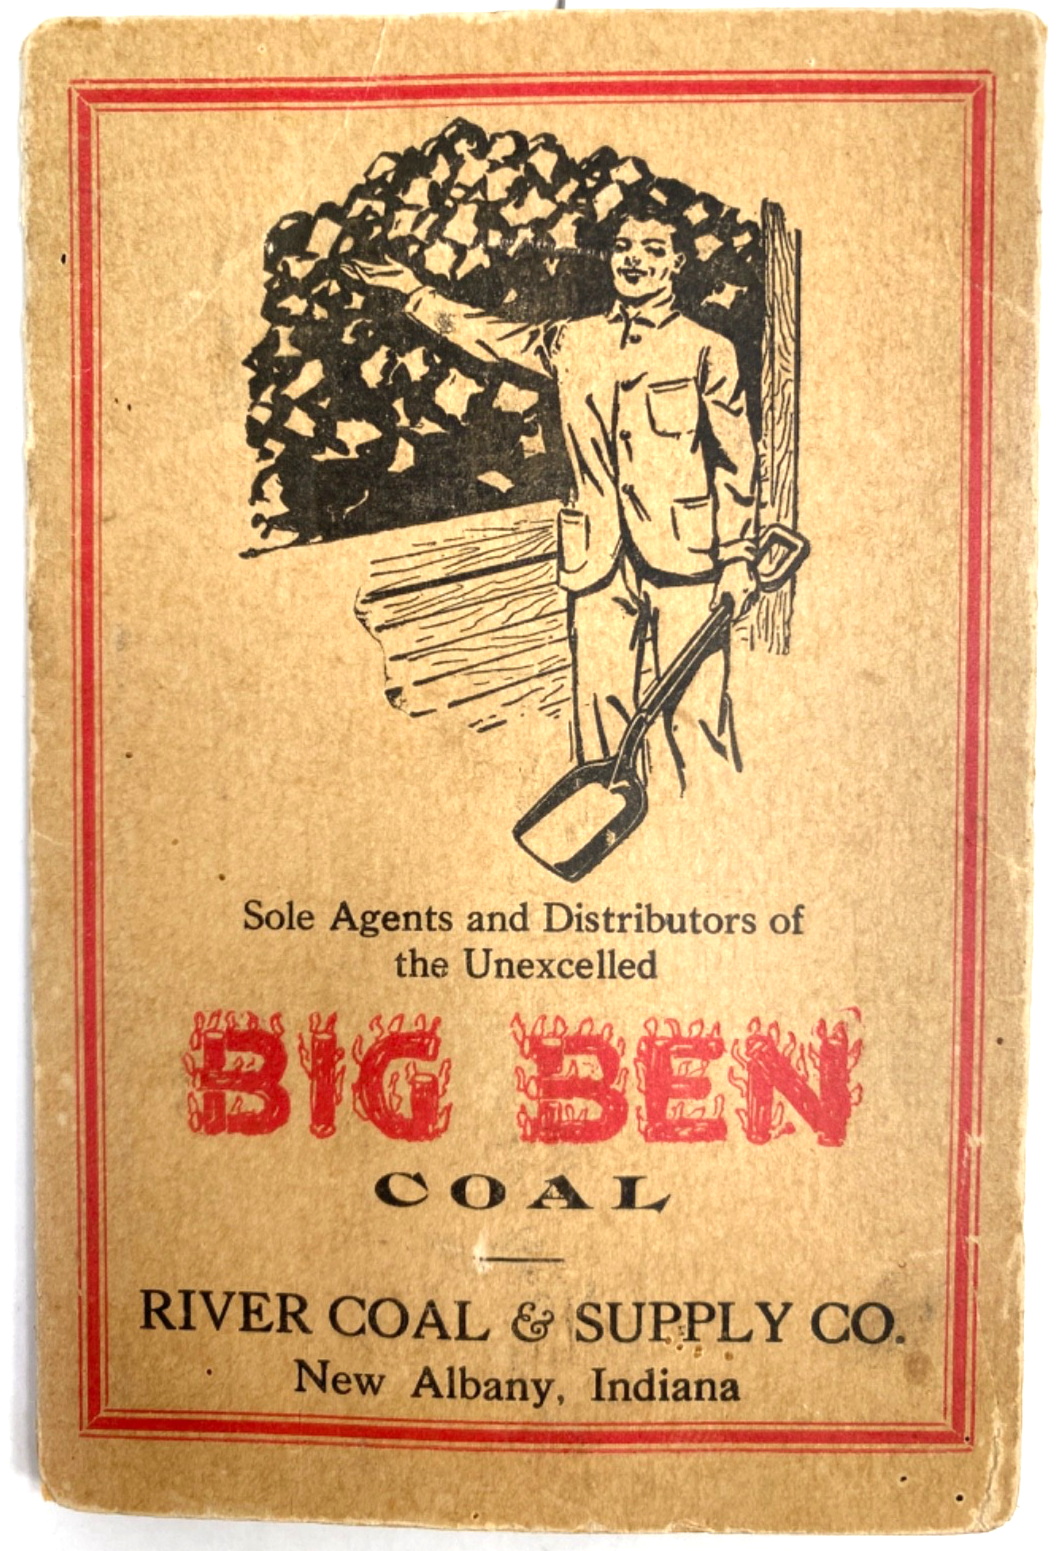 Sole Agents and Distributors of
the Unexcelled
BIG BEN
COAL
RIVER COAL & SUPPLY CO.
New Albany, Indiana